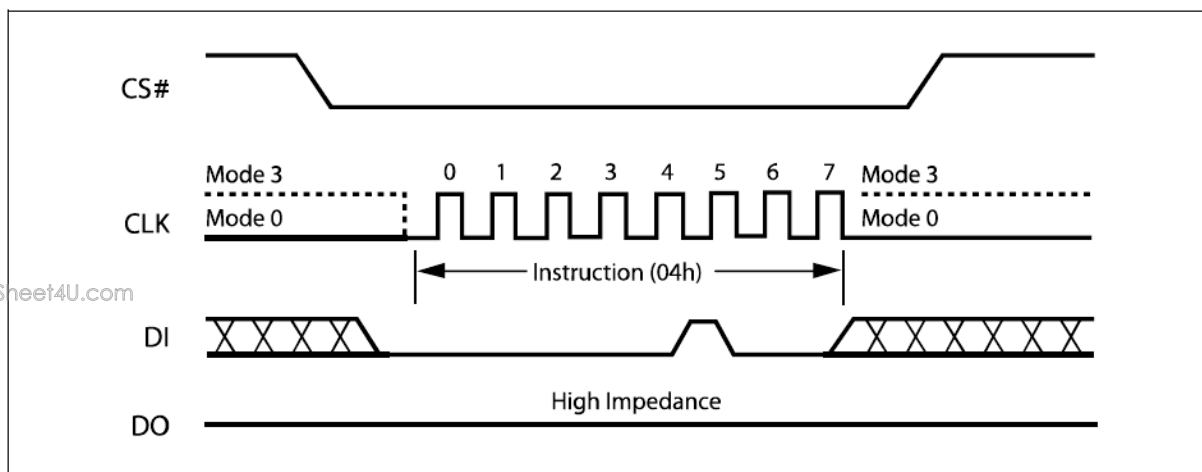 CS#
0 1 2 3 4 5 6 7
Mode 3 Mode 3
Mode 0 Mode 0
CLK
Instruction (04h)
Sheet4U.com
DI
High Impedance
DO